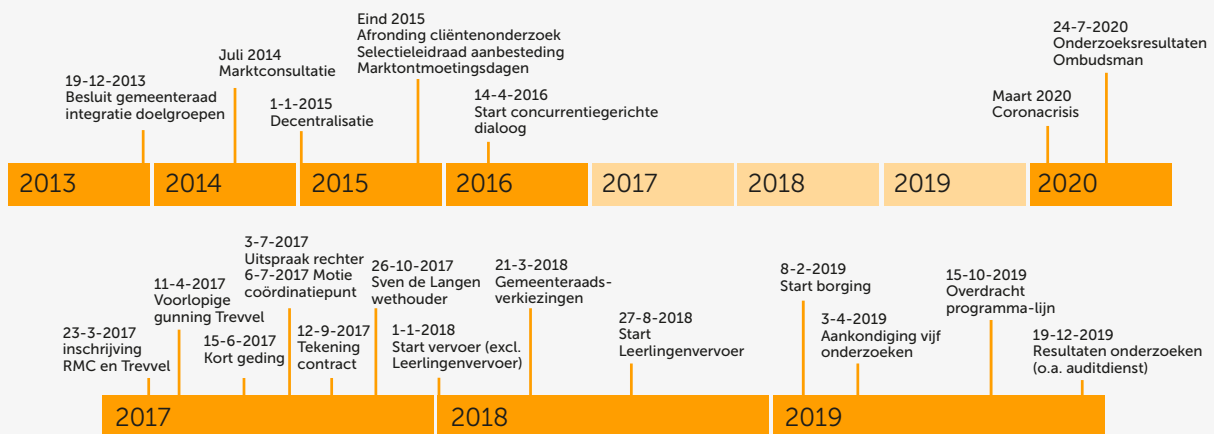 19-12-2013
Besluit gemeenteraad
integratie doelgroepen
Juli 2014
Marktconsultatie
1-1-2015
Decentralisatie
Eind 2015
Afronding cliëntenonderzoek
Selectieleidraad aanbesteding
Marktontmoetingsdagen
14-4-2016
Start concurrentiegerichte
dialoog
Maart 2020
Coronacrisis
24-7-2020
Onderzoeksresultaten
Ombudsman
2013
2014
2015
2016
2017
2018
2019
2020
23-3-2017
inschrijving
RMC en Trevvel
11-4-2017
Voorlopige
gunning Trevvel
15-6-2017
Kort geding
3-7-2017
Uitspraak rechter
6-7-2017 Motie
coördinatiepunt
12-9-2017
Tekening
contract
26-10-2017
Sven de Langen
wethouder
1-1-2018
Start vervoer (excl.
Leerlingenvervoer)
21-3-2018
Gemeenteraads-
verkiezingen
27-8-2018
Start
Leerlingenvervoer
8-2-2019
Start borging
3-4-2019
Aankondiging vijf
onderzoeken
15-10-2019
Overdracht
programma-lijn
19-12-2019
Resultaten onderzoeken
(o.a. auditdienst)
2017
2018
2019